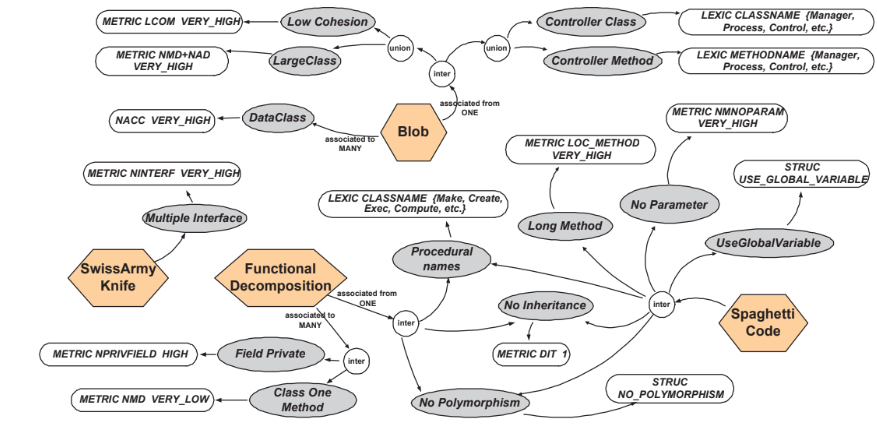 METRIC LCOM VERY_HIGH
Low Cohesion
union
METRIC NMD+NAD
VERY_HIGH
LargeClass
inter
union
Controller Class
LEXIC CLASSNAME {Manager,
Process, Control, etc.}
Controller Method
LEXIC METHODNAME {Manager,
Process, Control, etc.}
associated from
ONE
NACC VERY_HIGH
DataClass
associated to
MANY
Blob
METRIC NMNOPARAM
VERY_HIGH
METRIC LOC_METHOD
VERY_HIGH
STRUC
USE_GLOBAL_VARIABLE
METRIC NINTERF VERY_HIGH
Multiple Interface
LEXIC CLASSNAME {Make, Create,
Exec, Compute, etc.}
Long Method
No Parameter
UseGlobalVariable
SwissArmy
Knife
Functional
Decomposition
Procedural
names
associated from
ONE
associated to
MANY
inter
No Inheritance
inter
Spaghetti
Code
METRIC DIT 1
METRIC NPRIVFIELD HIGH
Field Private
inter
METRIC NMD VERY_LOW
Class One
Method
No Polymorphism
STRUC
NO_POLYMORPHISM